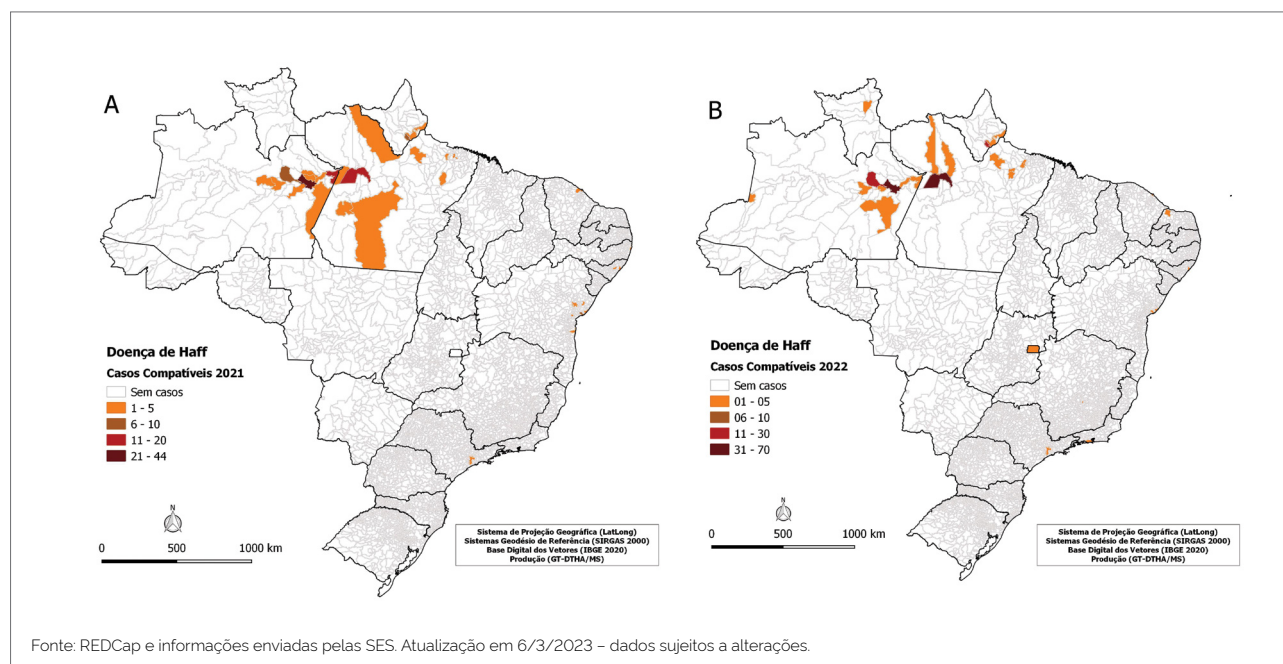 A
Doença de Haff
Casos Compatíveis 2021
Sem casos
1 - 5
6 - 10
11 - 20
21 - 44
N
0 500 1000 km
Sistema de Projeção Geográfica (LatLong)
Sistemas Geodésio de Referência (SIRGAS 2000)
Base Digital dos Vetores (IBGE 2020)
Produção (GT-DTHA/MS)
B
Doença de Haff
Casos Compatíveis 2022
Sem casos
01 - 05
06 - 10
11 - 30
31 - 70
N
0 500 1000 km
Sistema de Projeção Geográfica (LatLong)
Sistemas Geodésio de Referência (SIRGAS 2000)
Base Digital dos Vetores (IBGE 2020)
Produção (GT-DTHA/MS)
Fonte: REDCap e informações enviadas pelas SES. Atualização em 6/3/2023 – dados sujeitos a alterações.